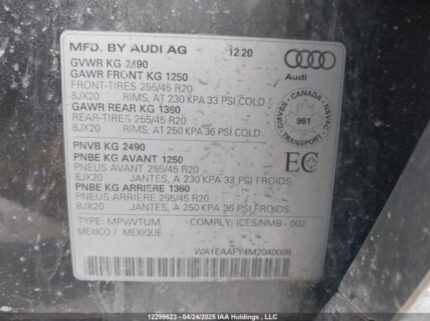 MFD. BY AUDI AG 12 20
GVWR KG 2490
GAWR FRONT KG 1250
FRONT-TIRES 255/45 R20
8JX20 RIMS, AT 230 KPA 33 PSI COLD
GAWR REAR KG 1360
REAR-TIRES 255/45 R20
8JX20 RIMS, AT 250 KPA 36 PSI COLD
PNVB KG 2490
PNBE KG AVANT 1250
PNEUS AVANT 255/45 R20
8JX20 JANTES, A 230 KPA 33 PSI FROIDS
PNBE KG ARRIERE 1360
PNEUS ARRIERE 255/45 R20
8JX20 JANTES, A 250 KPA 36 PSI FROIDS
TYPE: MPV/VTUM COMPLY: ICES/NMB - 002
MEXICO / MEXIQUE
Audi
CMVSS - CANADA - NSVAC
961
TRANSPORT
EC
12299623 - 04/24/2025 IAA Holdings, LLC